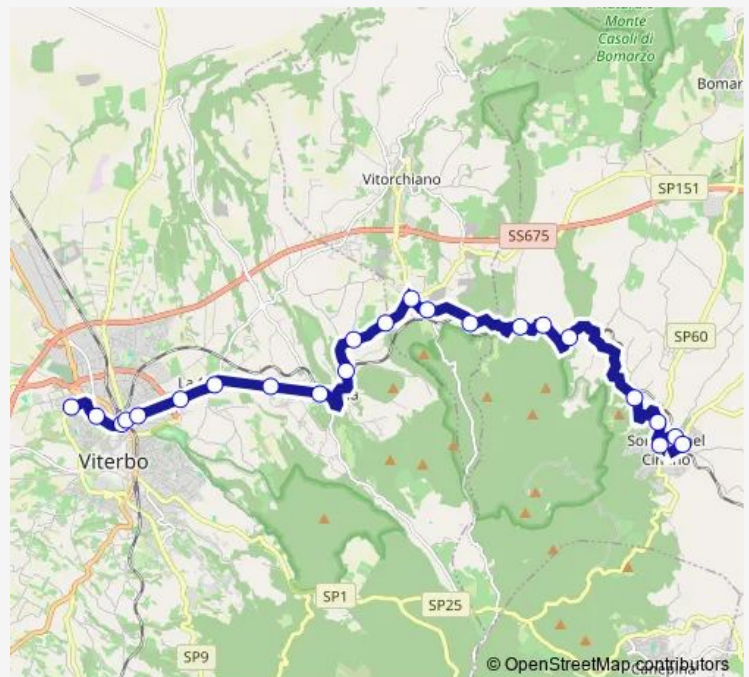 Monte
Casoli di
Bomarzo
Bomar
Vitorchiano
SP151
SS675
SP60
Viterbo
SP1
SP25
SP9
© OpenStreetMap contributors